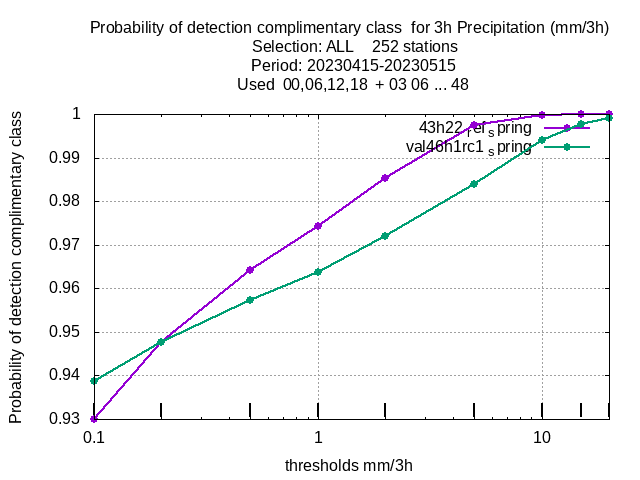 Probability of detection complimentary class  for 3h Precipitation (mm/3h)
Selection: ALL    252 stations
Period: 20230415-20230515
Used  00,06,12,18  + 03 06 ... 48
Probability of detection complimentary class
1
0.99
0.98
0.97
0.96
0.95
0.94
0.93
43h22_ref_spring
val46h1rc1_spring
0.1
1
10
thresholds mm/3h